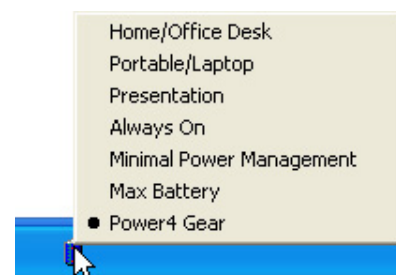 Home/Office Desk
Portable/Laptop
Presentation
Always On
Minimal Power Management
Max Battery
Power4 Gear